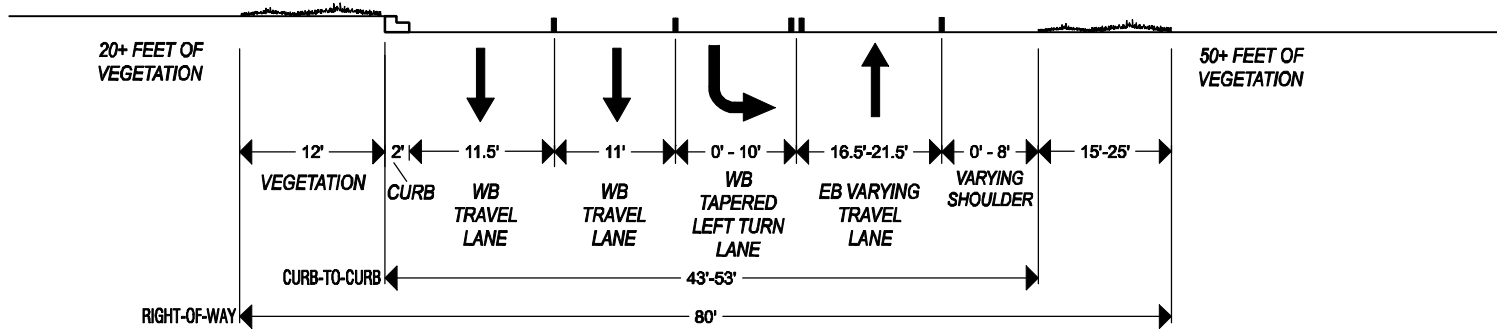 20+ FEET OF
VEGETATION
50+ FEET OF
VEGETATION
12'
2'
11.5'
11'
0' - 10'
16.5'-21.5'
0' - 8'
15'-25'
VEGETATION
CURB
WB
TRAVEL
LANE
WB
TRAVEL
LANE
WB
TAPERED
LEFT TURN
LANE
EB VARYING
TRAVEL
LANE
VARYING
SHOULDER
CURB-TO-CURB
43'-53'
RIGHT-OF-WAY
80'